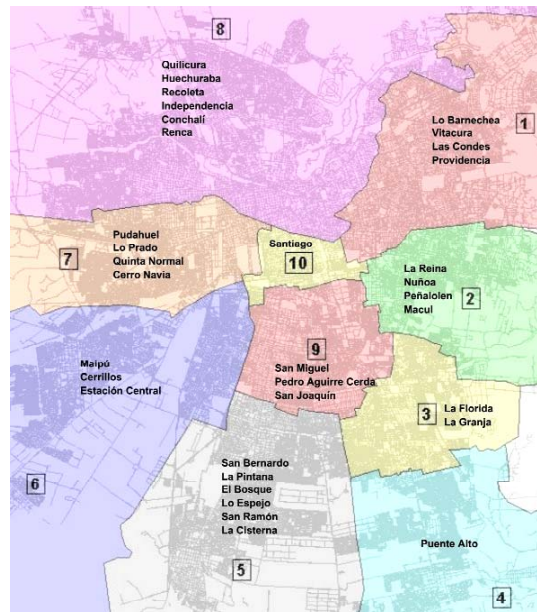 8
Quilicura
Huechuraba
Recoleta
Independencia
Conchalí
Renca
Lo Barnechea
Vitacura
Las Condes
Providencia
1
Pudahuel
Lo Prado
Quinta Normal
Cerro Navia
7
Santiago
10
La Reina
Nuñoa
Peñalolen
Macul
2
9
San Miguel
Pedro Aguirre Cerda
San Joaquín
Maipú
Cerrillos
Estación Central
6
3
La Florida
La Granja
San Bernardo
La Pintana
El Bosque
Lo Espejo
San Ramón
La Cisterna
5
Puente Alto
4